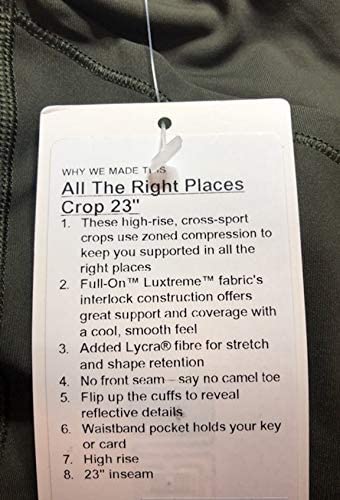 WHY WE MADE THIS
All The Right Places
Crop 23"
1. These high-rise, cross-sport
crops use zoned compression to
keep you supported in all the
right places
2. Full-On™ Luxtreme™ fabric's
interlock construction offers
great support and coverage with
a cool, smooth feel
3. Added Lycra® fibre for stretch
and shape retention
4. No front seam – say no camel toe
5. Flip up the cuffs to reveal
reflective details
6. Waistband pocket holds your key
or card
7. High rise
8. 23" inseam